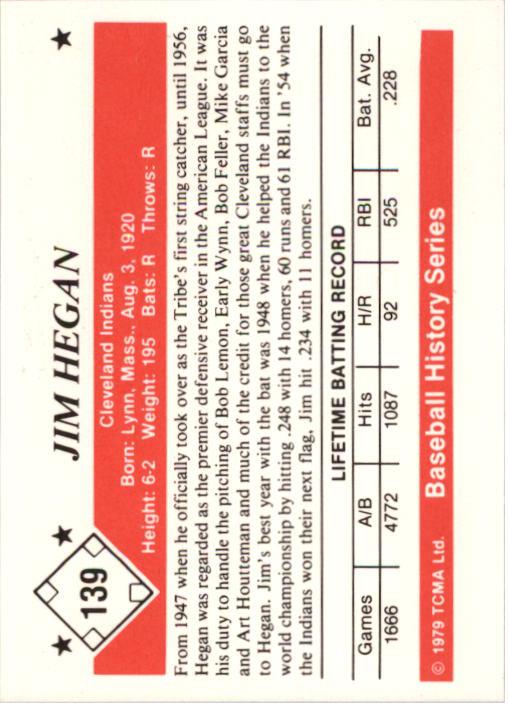 139
JIM HEGAN
Cleveland Indians
Born: Lynn, Mass., Aug. 3, 1920
Height: 6-2 Weight: 195 Bats: R Throws: R
From 1947 when he officially took over as the Tribe's first string catcher, until 1956,
Hegan was regarded as the premier defensive receiver in the American League. It was
his duty to handle the pitching of Bob Lemon, Early Wynn, Bob Feller, Mike Garcia
and Art Houtteman and much of the credit for those great Cleveland staffs must go
to Hegan. Jim's best year with the bat was 1948 when he helped the Indians to the
world championship by hitting .248 with 14 homers, 60 runs and 61 RBI. In '54 when
the Indians won their next flag, Jim hit .234 with 11 homers.
LIFETIME BATTING RECORD
Games A/B Hits H/R RBI Bat. Avg.
1666 4772 1087 92 525 .228
© 1979 TCMA Ltd. Baseball History Series